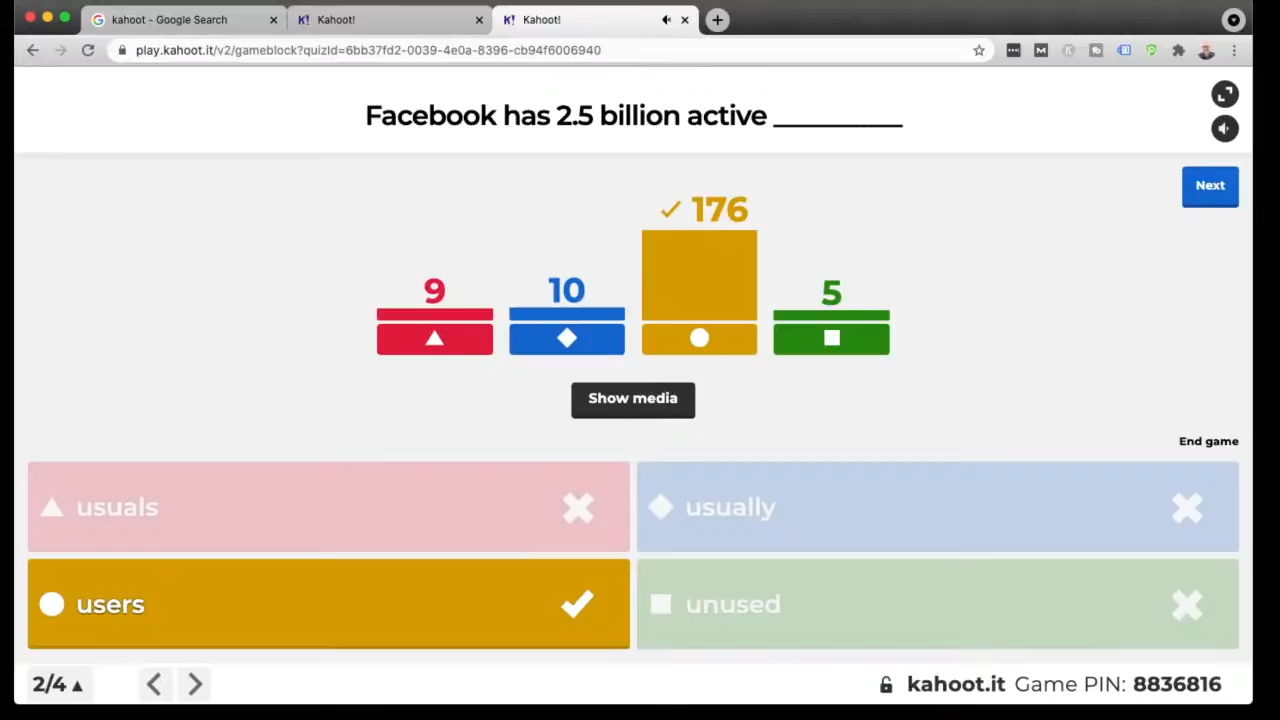 kahoot - Google Search
K! Kahoot!
K! Kahoot!
play.kahoot.it/v2/gameblock?quizId=6bb37fd2-0039-4e0a-8396-cb94f6006940
Facebook has 2.5 billion active __________
Next
9
10
176
5
Show media
End game
usuals
usually
users
unused
2/4
kahoot.it Game PIN: 8836816